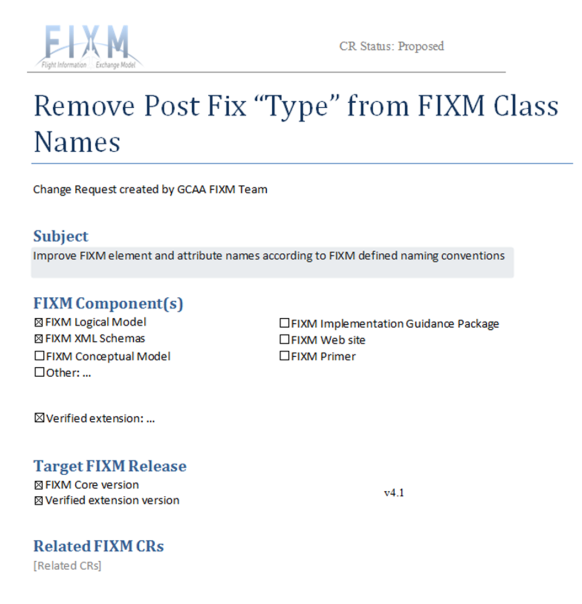 FIXM
Flight Information Exchange Model
CR Status: Proposed
Remove Post Fix “Type” from FIXM Class
Names
Change Request created by GCAA FIXM Team
Subject
Improve FIXM element and attribute names according to FIXM defined naming conventions
FIXM Component(s)
☒ FIXM Logical Model
☐ FIXM Implementation Guidance Package
☒ FIXM XML Schemas
☐ FIXM Web site
☐ FIXM Conceptual Model
☐ FIXM Primer
☐ Other: ...
☒ Verified extension: ...
Target FIXM Release
☒ FIXM Core version
v4.1
☒ Verified extension version
Related FIXM CRs
[Related CRs]